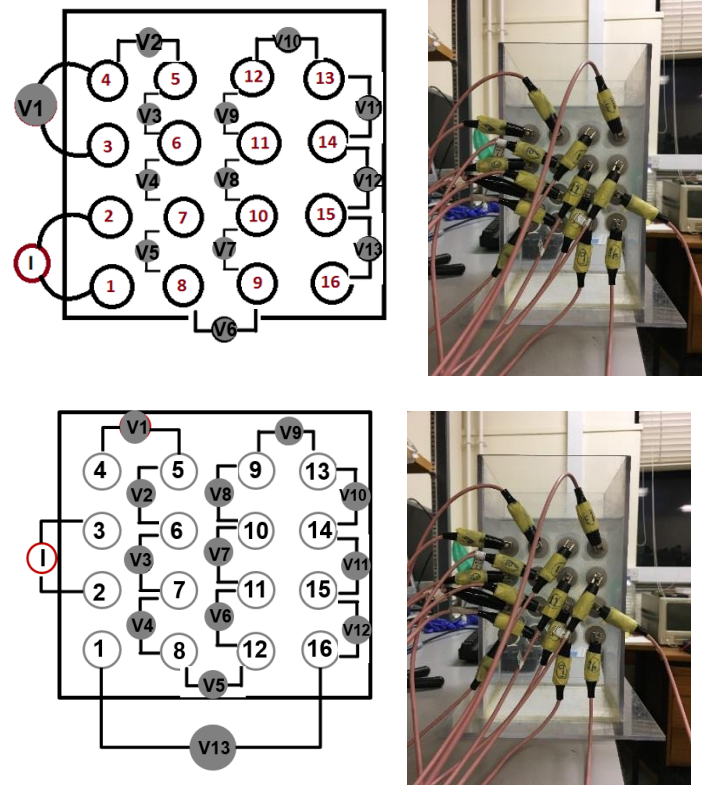 V2 V10
4 5 12 13
V1 V3 V9 V11
3 6 11 14
V4 V8 V12
2 7 10 15
I V5 V7 V13
1 8 9 16
V6
V1 V9
4 5 9 13
V2 V8 V10
3 6 10 14
I V3 V7 V11
2 7 11 15
V4 V6 V12
1 8 12 16
V5
V13